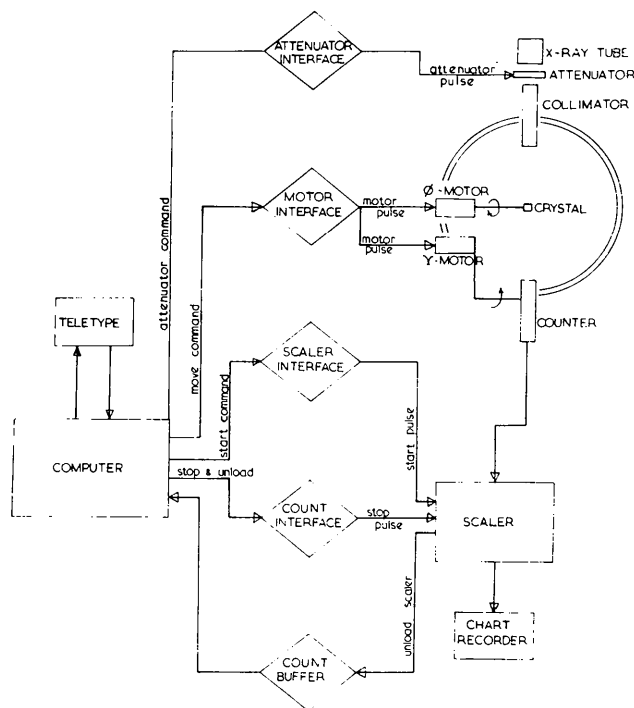 ATTENUATOR
INTERFACE
attenuator
pulse
X-RAY TUBE
ATTENUATOR
COLLIMATOR
attenuator command
MOTOR
INTERFACE
motor
pulse
Ø-MOTOR
CRYSTAL
motor
pulse
γ-MOTOR
COUNTER
TELETYPE
move command
SCALER
INTERFACE
start command
start pulse
COMPUTER
stop & unload
COUNT
INTERFACE
stop
pulse
SCALER
unload scaler
CHART
RECORDER
COUNT
BUFFER